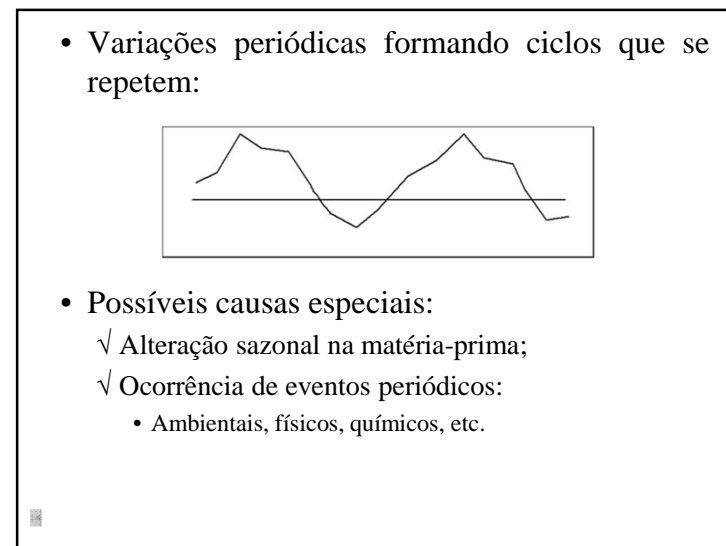 • Variações periódicas formando ciclos que se
repetem:
• Possíveis causas especiais:
√ Alteração sazonal na matéria-prima;
√ Ocorrência de eventos periódicos:
• Ambientais, físicos, químicos, etc.